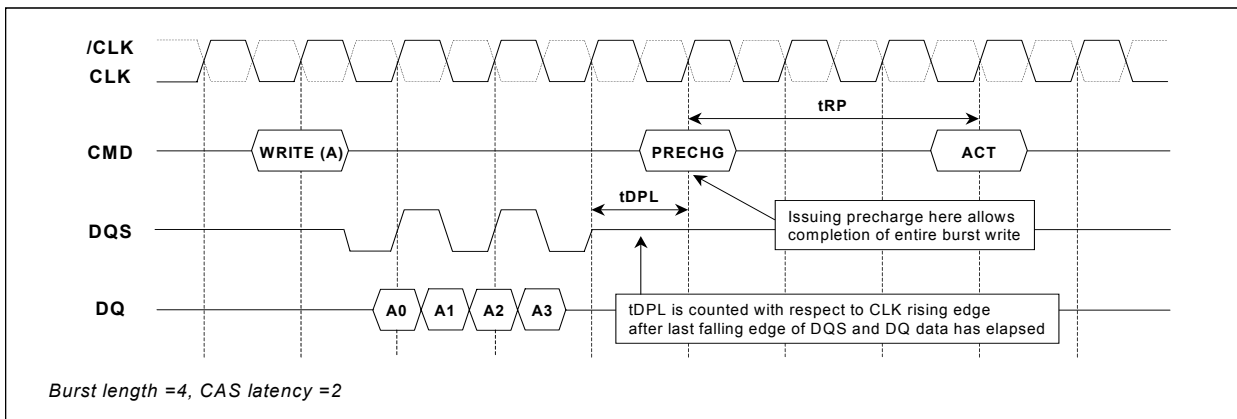 /CLK
CLK
tRP
CMD
WRITE (A)
PRECHG
ACT
tDPL
Issuing precharge here allows
completion of entire burst write
DQS
DQ
A0
A1
A2
A3
tDPL is counted with respect to CLK rising edge
after last falling edge of DQS and DQ data has elapsed
Burst length =4, CAS latency =2